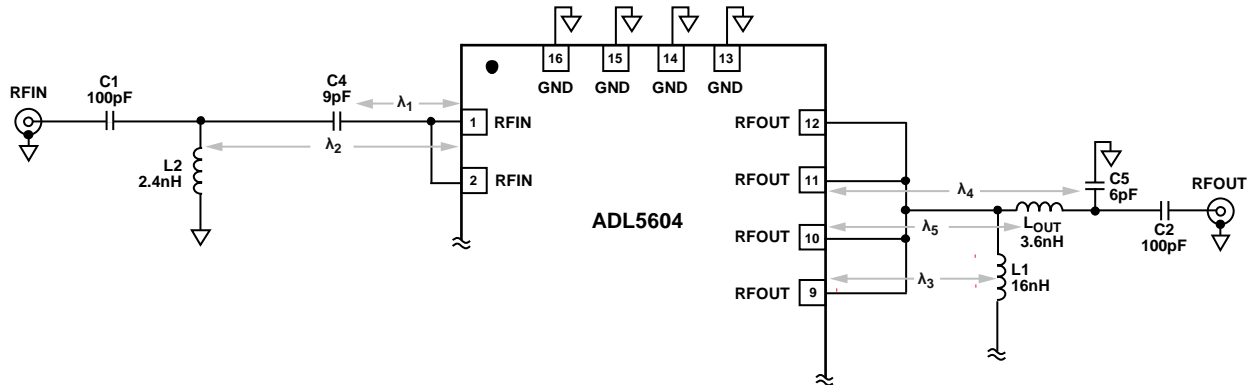 16
15
14
13
GND
GND
GND
GND
RFIN
C1
100pF
C4
9pF
λ1
1
RFIN
λ2
L2
2.4nH
2
RFIN
ADL5604
RFOUT
12
RFOUT
11
RFOUT
10
RFOUT
9
λ4
λ5
λ3
LOUT
3.6nH
L1
16nH
C5
6pF
C2
100pF
RFOUT